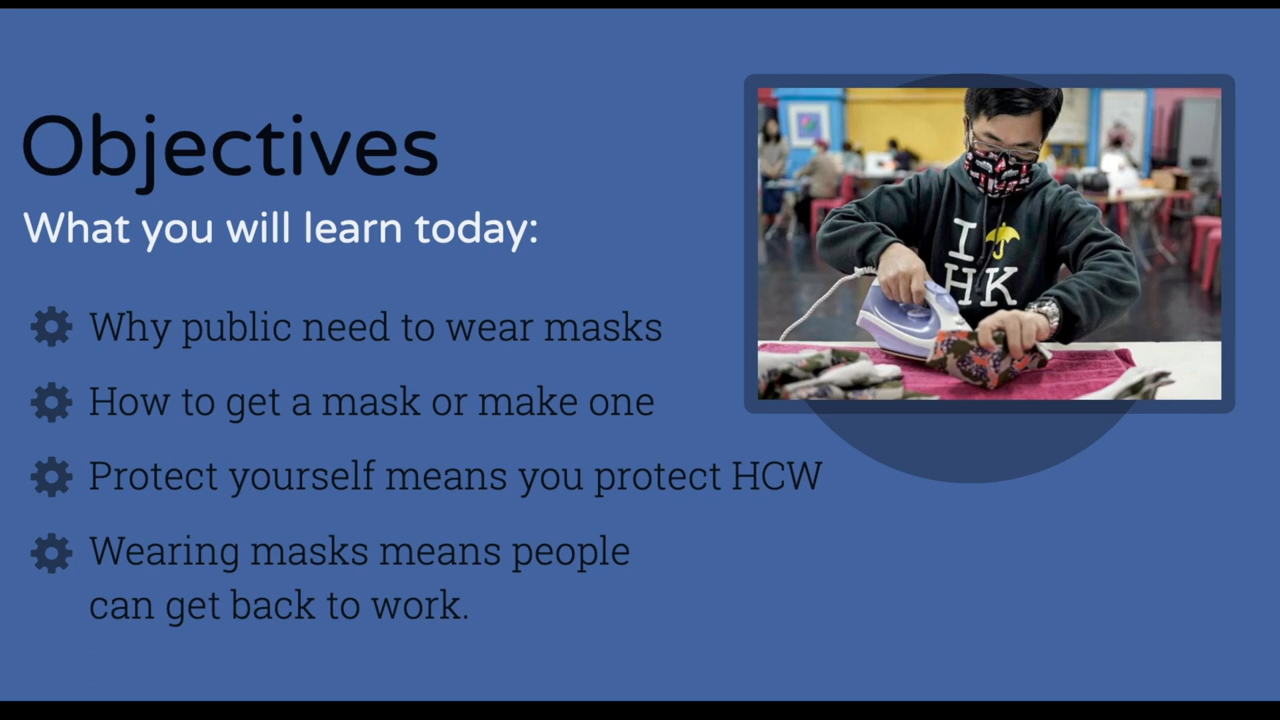 Objectives
What you will learn today:
Why public need to wear masks
How to get a mask or make one
Protect yourself means you protect HCW
Wearing masks means people
can get back to work.
I
HK